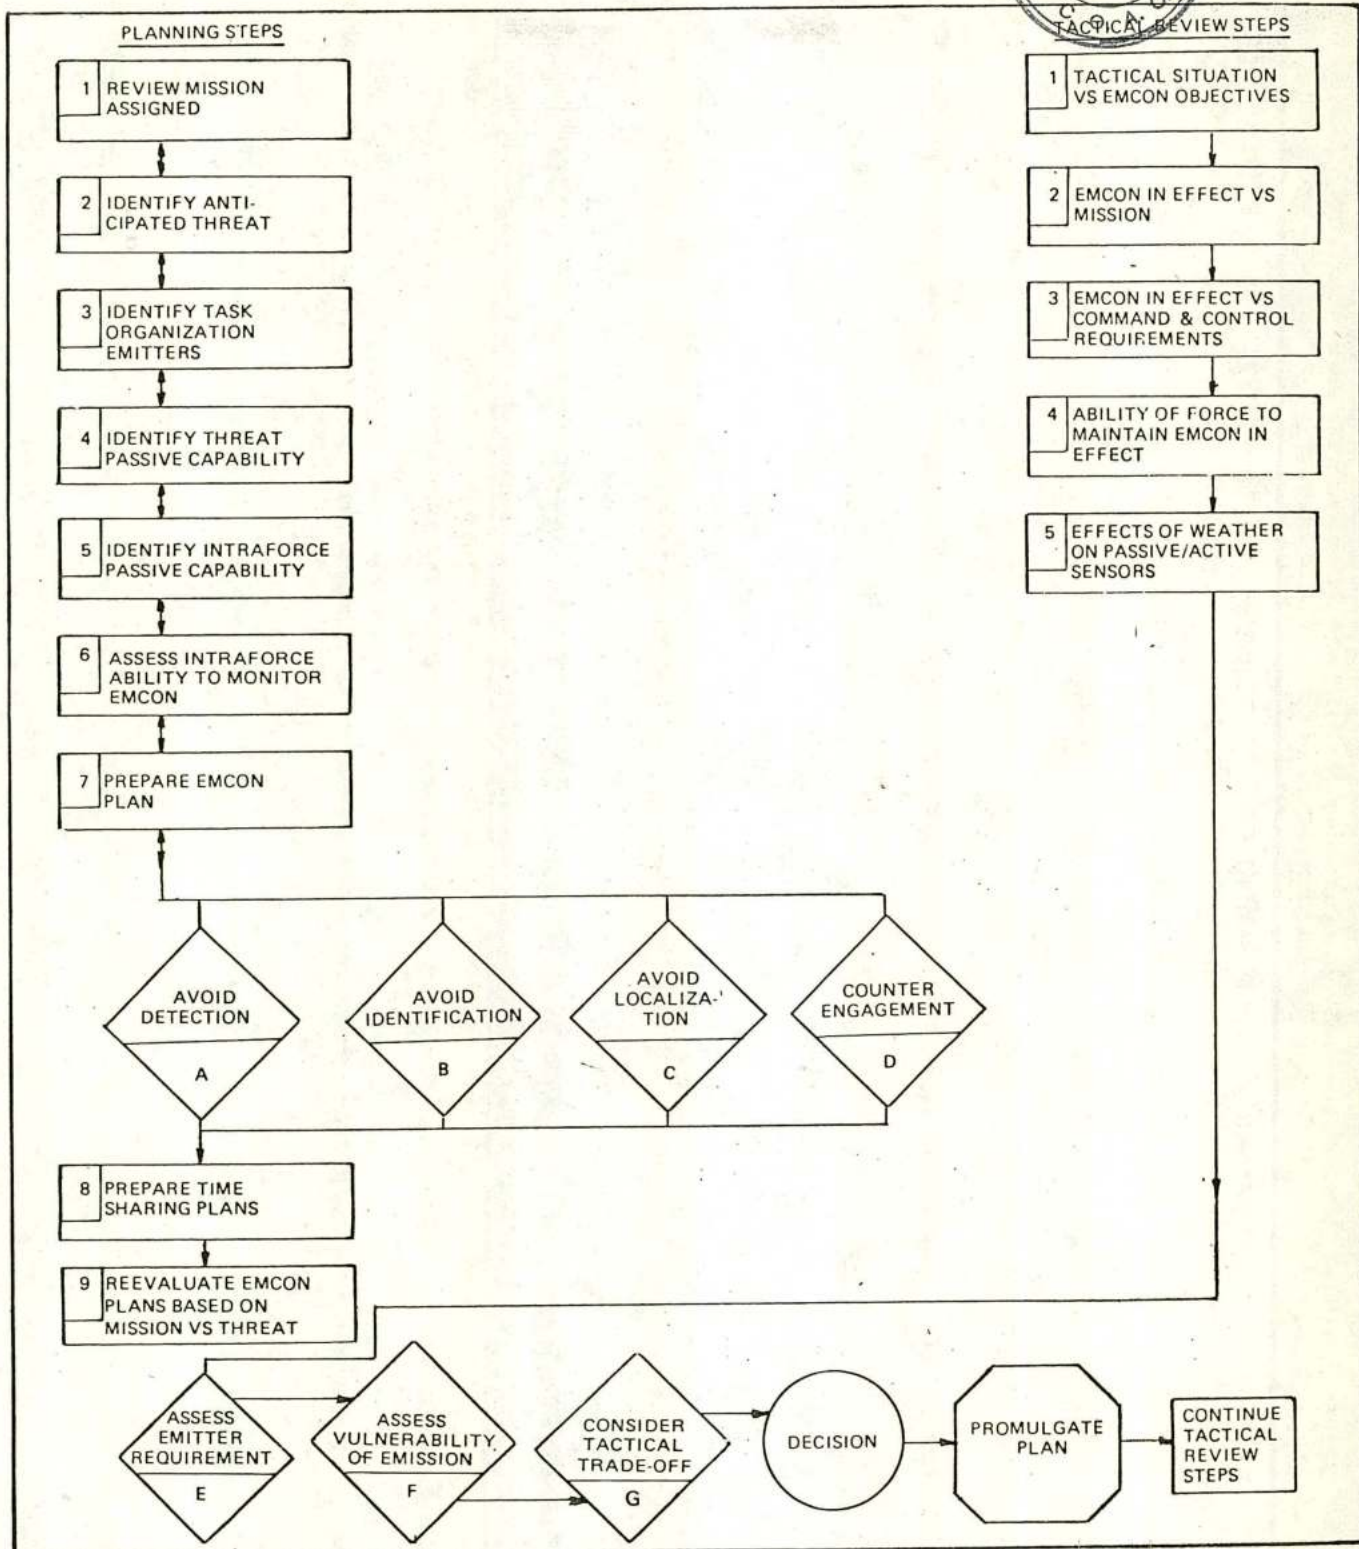 PLANNING STEPS
1 REVIEW MISSION
ASSIGNED
2 IDENTIFY ANTI-
CIPATED THREAT
3 IDENTIFY TASK
ORGANIZATION
EMITTERS
4 IDENTIFY THREAT
PASSIVE CAPABILITY
5 IDENTIFY INTRAFORCE
PASSIVE CAPABILITY
6 ASSESS INTRAFORCE
ABILITY TO MONITOR
EMCON
7 PREPARE EMCON
PLAN
TACTICAL REVIEW STEPS
1 TACTICAL SITUATION
VS EMCON OBJECTIVES
2 EMCON IN EFFECT VS
MISSION
3 EMCON IN EFFECT VS
COMMAND & CONTROL
REQUIREMENTS
4 ABILITY OF FORCE TO
MAINTAIN EMCON IN
EFFECT
5 EFFECTS OF WEATHER
ON PASSIVE/ACTIVE
SENSORS
AVOID
DETECTION
A
AVOID
IDENTIFICATION
B
AVOID
LOCALIZA-
TION
C
COUNTER
ENGAGEMENT
D
8 PREPARE TIME
SHARING PLANS
9 REEVALUATE EMCON
PLANS BASED ON
MISSION VS THREAT
ASSESS
EMITTER
REQUIREMENT
E
ASSESS
VULNERABILITY
OF EMISSION
F
CONSIDER
TACTICAL
TRADE-OFF
G
DECISION
PROMULGATE
PLAN
CONTINUE
TACTICAL
REVIEW
STEPS